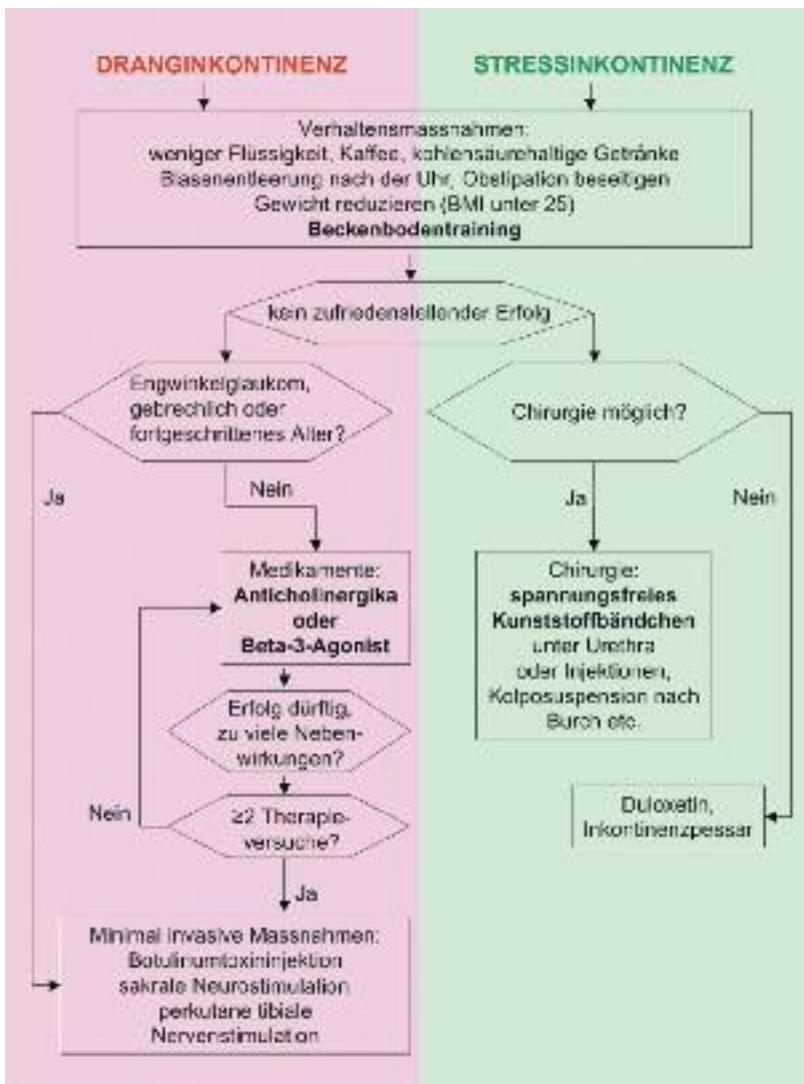 DRANGINKONTINENZ
STRESSINKONTINENZ
Verhaltensmassnahmen:
weniger Flüssigkeit, Kaffee, kohlensäurehaltige Getränke
Blasenentleerung nach der Uhr, Obstipation beseitigen
Gewicht reduzieren (BMI unter 25)
Beckenbodentraining
kein zufriedenstellender Erfolg
Engwinkelglaukom,
gebrechlich oder
fortgeschrittenes Alter?
Ja
Nein
Medikamente:
Anticholinergika
oder
Beta-3-Agonist
Erfolg dürftig,
zu viele Neben-
wirkungen?
Nein
≥2 Therapie-
versuche?
Ja
Minimal invasive Massnahmen:
Botulinumtoxininjektion
sakrale Neurostimulation
perkutane tibiale
Nervenstimulation
Chirurgie möglich?
Ja
Nein
Chirurgie:
spannungsfreies
Kunststoffbändchen
unter Urethra
oder Injektionen,
Kolposuspension nach
Burch etc.
Duloxetin,
Inkontinenzpessar